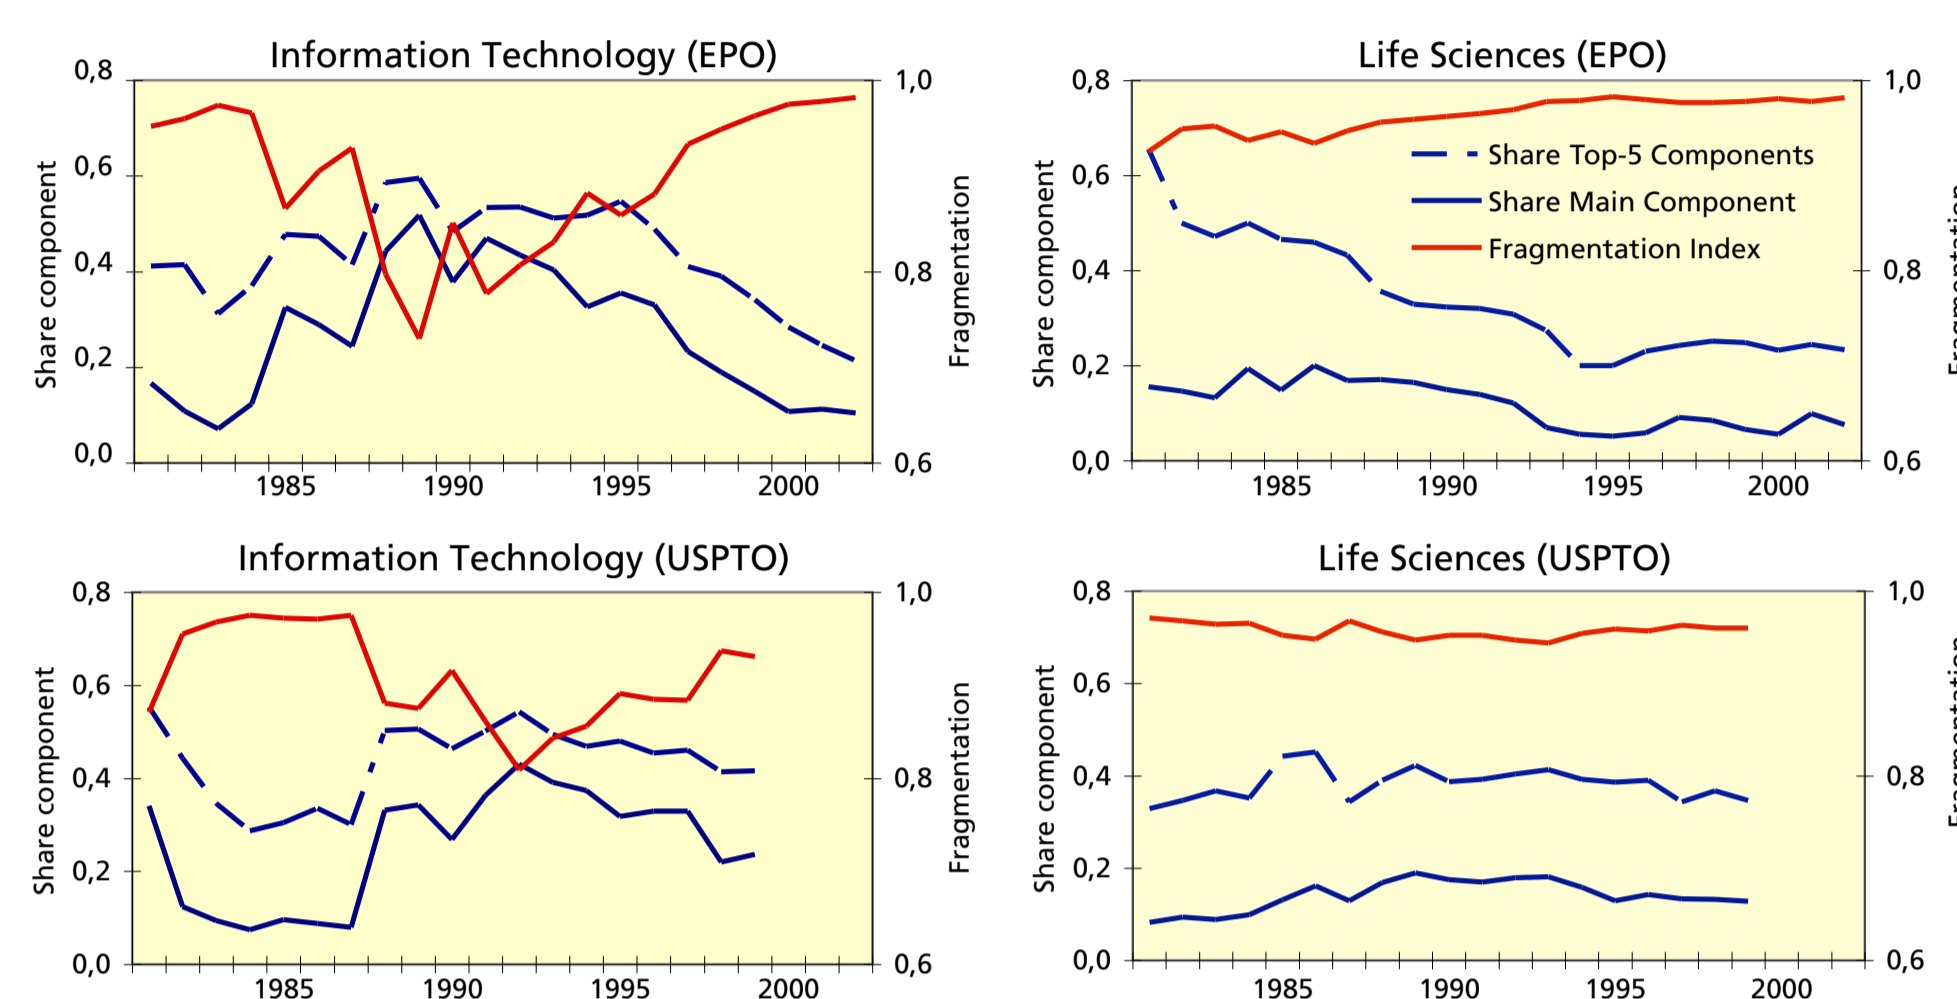 Information Technology (EPO)
0,8
0,6
0,4
0,2
0,0
Share component
1,0
0,8
0,6
Fragmentation
1985 1990 1995 2000
Life Sciences (EPO)
0,8
0,6
0,4
0,2
0,0
Share component
Share Top-5 Components
Share Main Component
Fragmentation Index
1,0
0,8
0,6
Fragmentation
1985 1990 1995 2000
Information Technology (USPTO)
0,8
0,6
0,4
0,2
0,0
Share component
1,0
0,8
0,6
Fragmentation
1985 1990 1995 2000
Life Sciences (USPTO)
0,8
0,6
0,4
0,2
0,0
Share component
1,0
0,8
0,6
Fragmentation
1985 1990 1995 2000